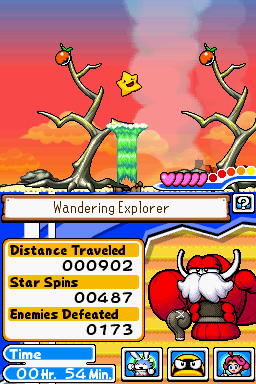 Wandering Explorer
?
Distance Traveled
000902
Star Spins
00487
Enemies Defeated
0173
Time
00 Hr. 54 Min.